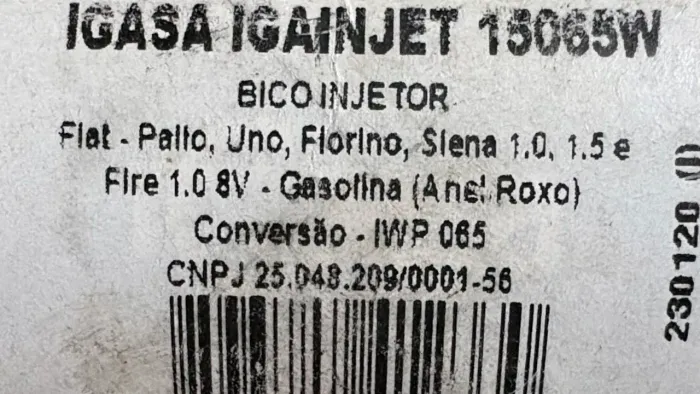 IGASA IGAINJET 15065W
BICO INJETOR
Fiat - Palio, Uno, Fiorino, Siena 1.0, 1.5 e
Fire 1.0 8V - Gasolina (Anel Roxo)
Conversão - IWP 065
CNPJ 25.048.209/0001-56
230120 (I)